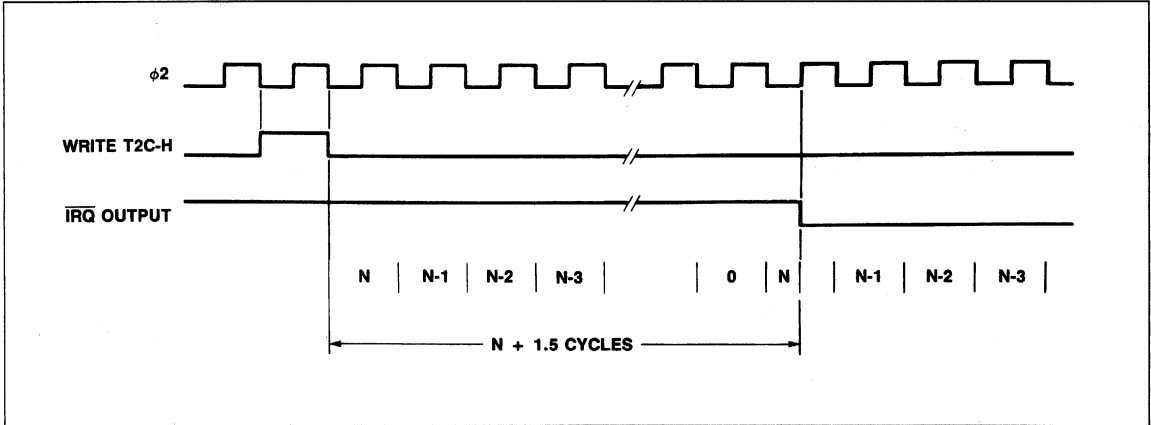 ϕ2
WRITE T2C-H
IRQ OUTPUT
N N-1 N-2 N-3 0 N N-1 N-2 N-3
N + 1.5 CYCLES